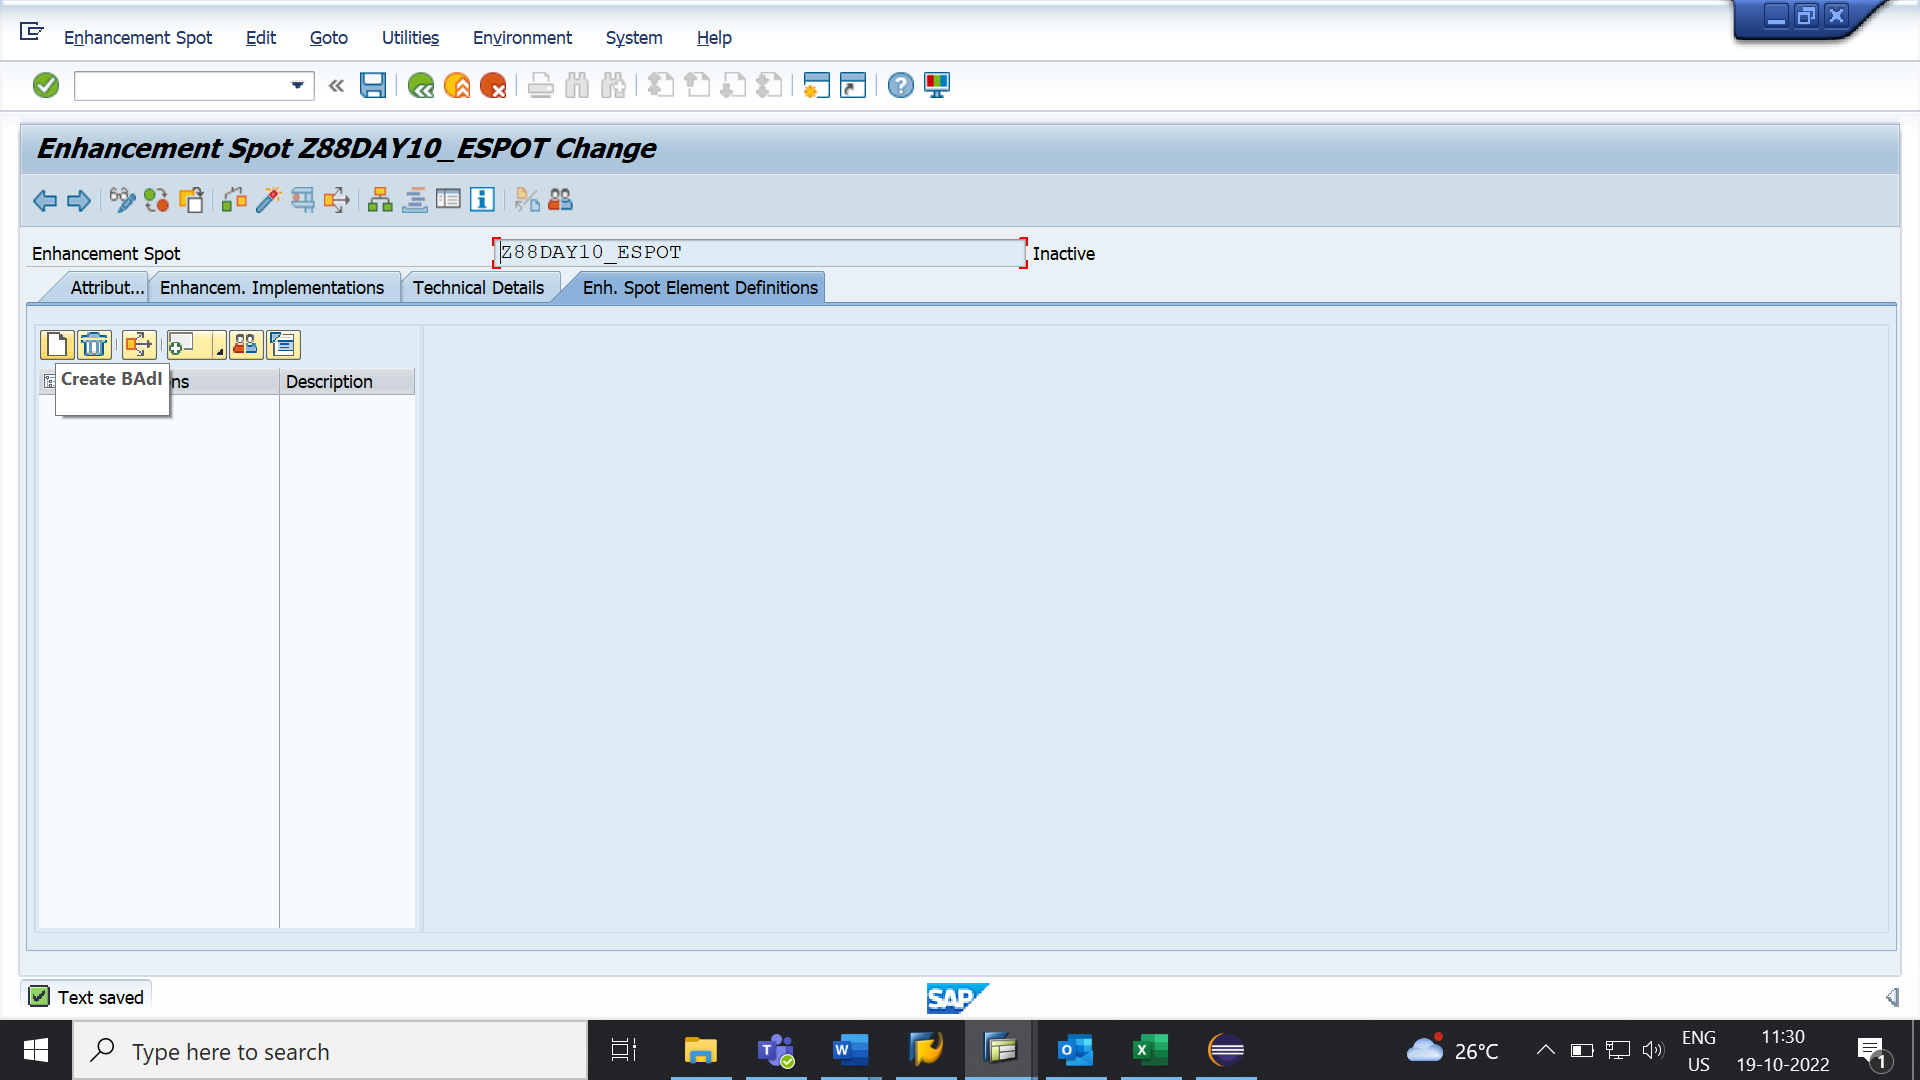 Enhancement Spot Edit Goto Utilities Environment System Help
Enhancement Spot Z88DAY10_ESPOT Change
Enhancement Spot Z88DAY10_ESPOT Inactive
Attribut... Enhancem. Implementations Technical Details Enh. Spot Element Definitions
Create BAdI
ns Description
Text saved
SAP
Type here to search
26°C
ENG
US
11:30
19-10-2022
1